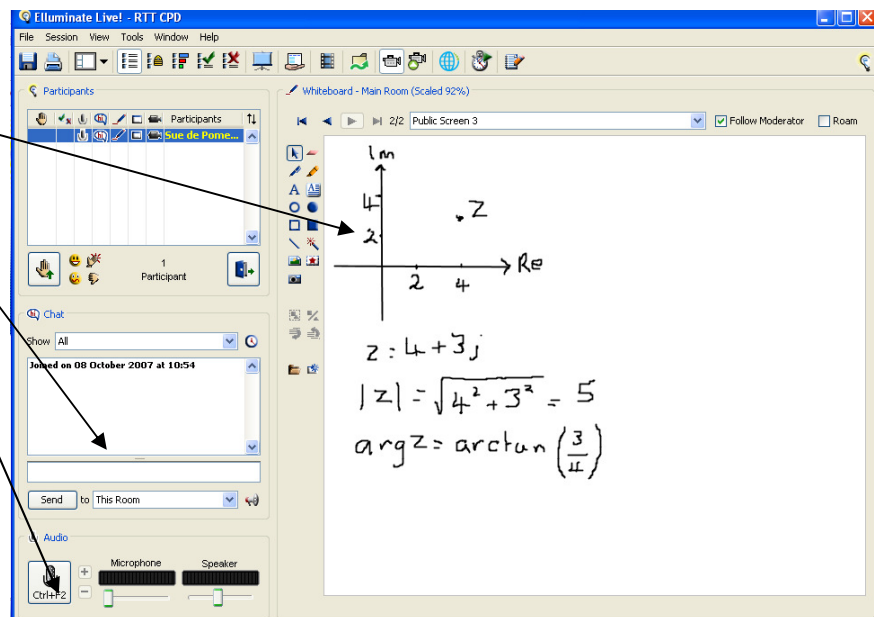 Elluminate Live! - RTT CPD
File Session View Tools Window Help
Participants
Participants
Sue de Pome...
1
Participant
Chat
Show All
Joined on 08 October 2007 at 10:54
Send to This Room
Audio
Microphone Speaker
Ctrl+F2
Whiteboard - Main Room (Scaled 92%)
2/2 Public Screen 3 Follow Moderator Roam
A A
Im
4
z
2
Re
2 4
z = 4 + 3j
|z| = √(4² + 3²) = 5
arg z = arctan (3/4)